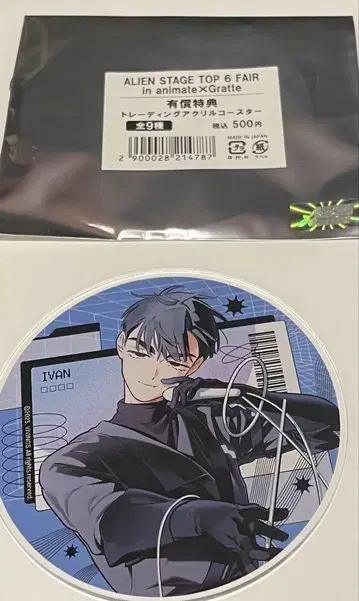 ALIEN STAGE TOP 6 FAIR
in animate×Gratte
有償特典
トレーディングアクリルコースター
全9種
税込 500円
MADE IN JAPAN
2 900028 214787
IVAN